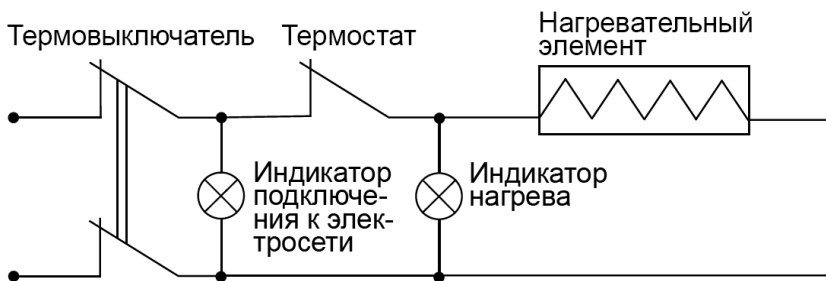 Термовыключатель
Термостат
Нагревательный
элемент
Индикатор
подключе-
ния к элек-
тросети
Индикатор
нагрева